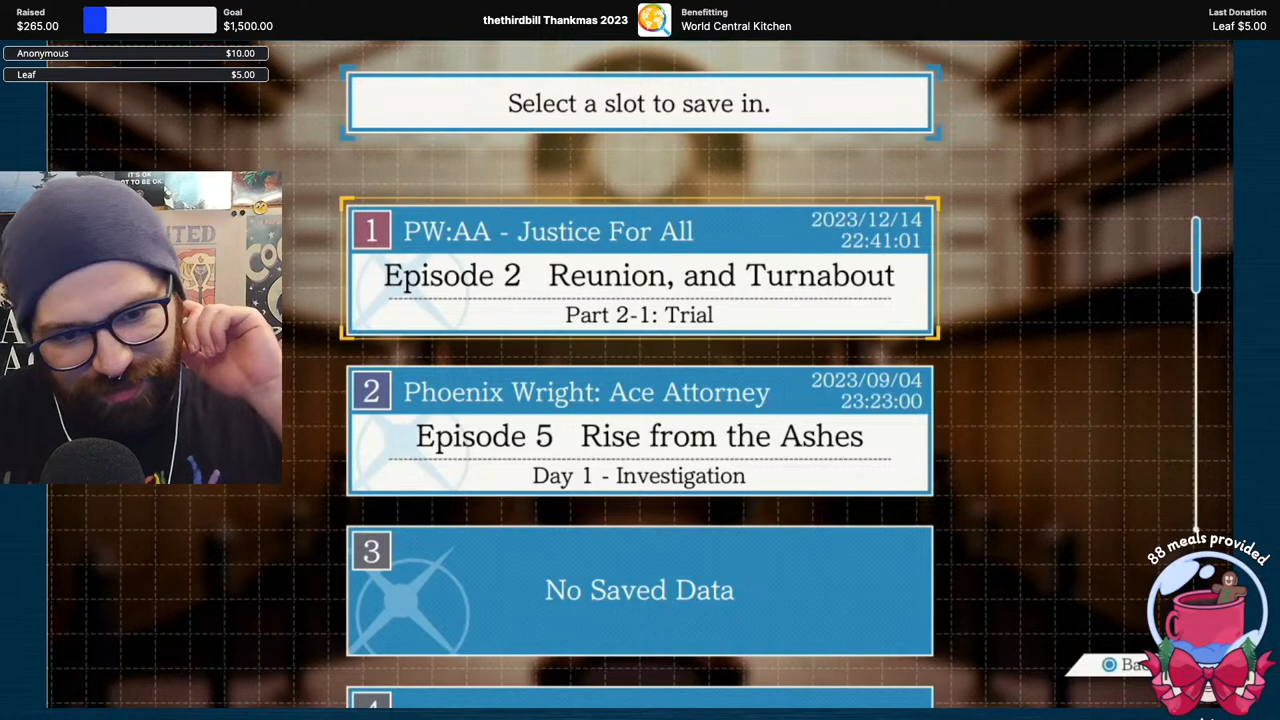 Raised
$265.00
Goal
$1,500.00
thethirdbill Thankmas 2023
Benefitting
World Central Kitchen
Last Donation
Leaf $5.00
Anonymous $10.00
Leaf $5.00
Select a slot to save in.
1 PW:AA - Justice For All 2023/12/14
22:41:01
Episode 2 Reunion, and Turnabout
Part 2-1: Trial
2 Phoenix Wright: Ace Attorney 2023/09/04
23:23:00
Episode 5 Rise from the Ashes
Day 1 - Investigation
3
No Saved Data
IT'S OK
88 meals provided